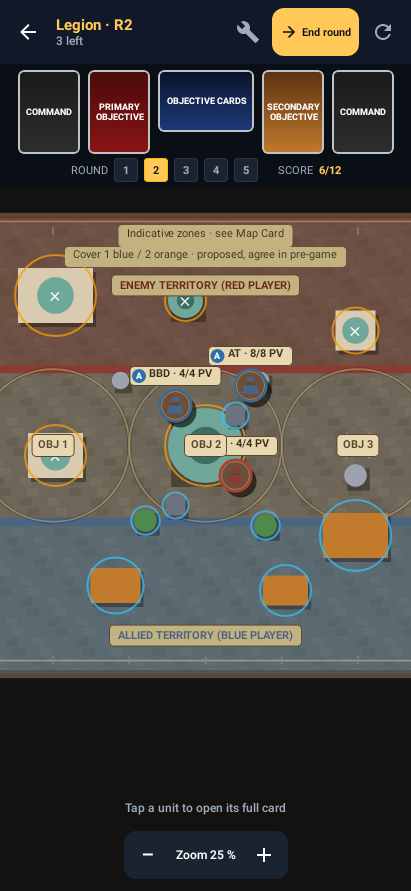 Legion · R2
3 left
End round
COMMAND
PRIMARY
OBJECTIVE
OBJECTIVE CARDS
SECONDARY
OBJECTIVE
COMMAND
ROUND 1 2 3 4 5 SCORE 6/12
Indicative zones · see Map Card
Cover 1 blue / 2 orange · proposed, agree in pre-game
ENEMY TERRITORY (RED PLAYER)
A AT · 8/8 PV
A BBD · 4/4 PV
OBJ 1
OBJ 2
· 4/4 PV
OBJ 3
ALLIED TERRITORY (BLUE PLAYER)
Tap a unit to open its full card
− Zoom 25 % +